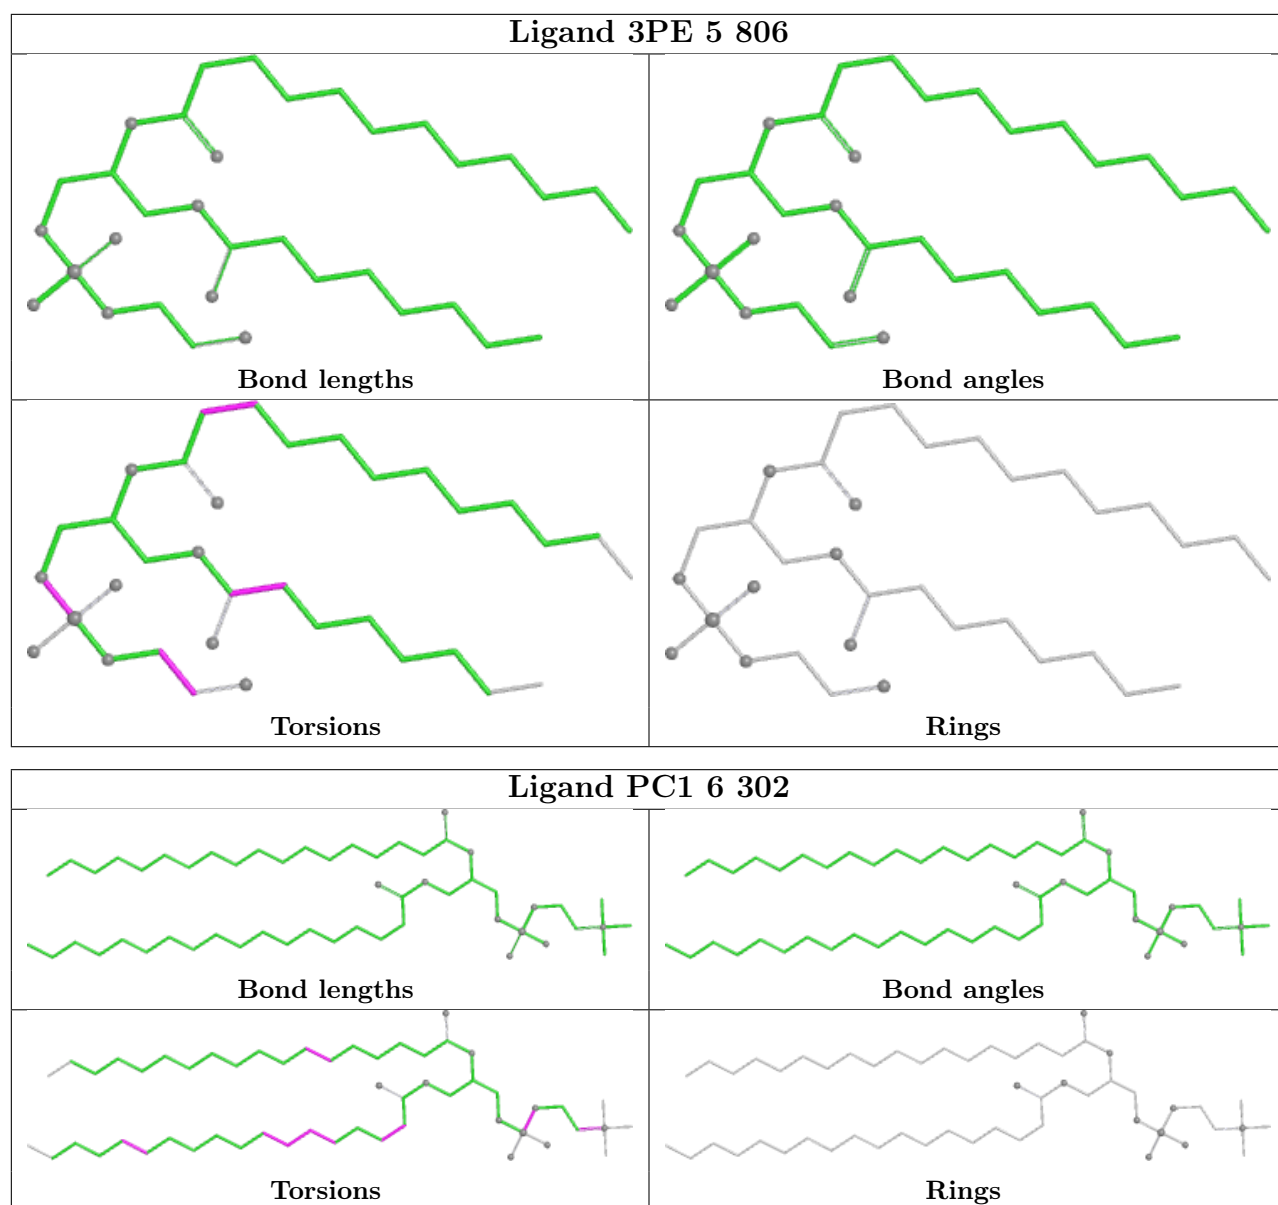 Ligand 3PE 5 806
Bond lengths
Bond angles
Torsions
Rings
Ligand PC1 6 302
Bond lengths
Bond angles
Torsions
Rings